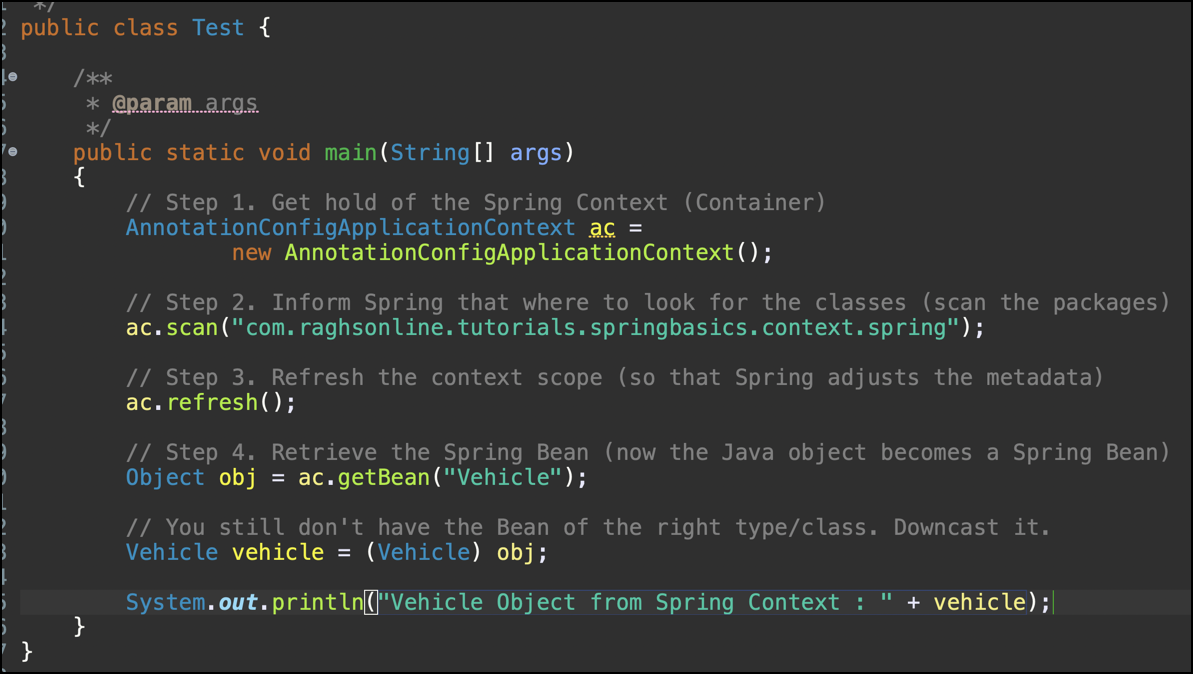 */
public class Test {
/**
* @param args
*/
public static void main(String[] args)
{
// Step 1. Get hold of the Spring Context (Container)
AnnotationConfigApplicationContext ac =
new AnnotationConfigApplicationContext();
// Step 2. Inform Spring that where to look for the classes (scan the packages)
ac.scan("com.raghsonline.tutorials.springbasics.context.spring");
// Step 3. Refresh the context scope (so that Spring adjusts the metadata)
ac.refresh();
// Step 4. Retrieve the Spring Bean (now the Java object becomes a Spring Bean)
Object obj = ac.getBean("Vehicle");
// You still don't have the Bean of the right type/class. Downcast it.
Vehicle vehicle = (Vehicle) obj;
System.out.println("Vehicle Object from Spring Context : " + vehicle);
}
}